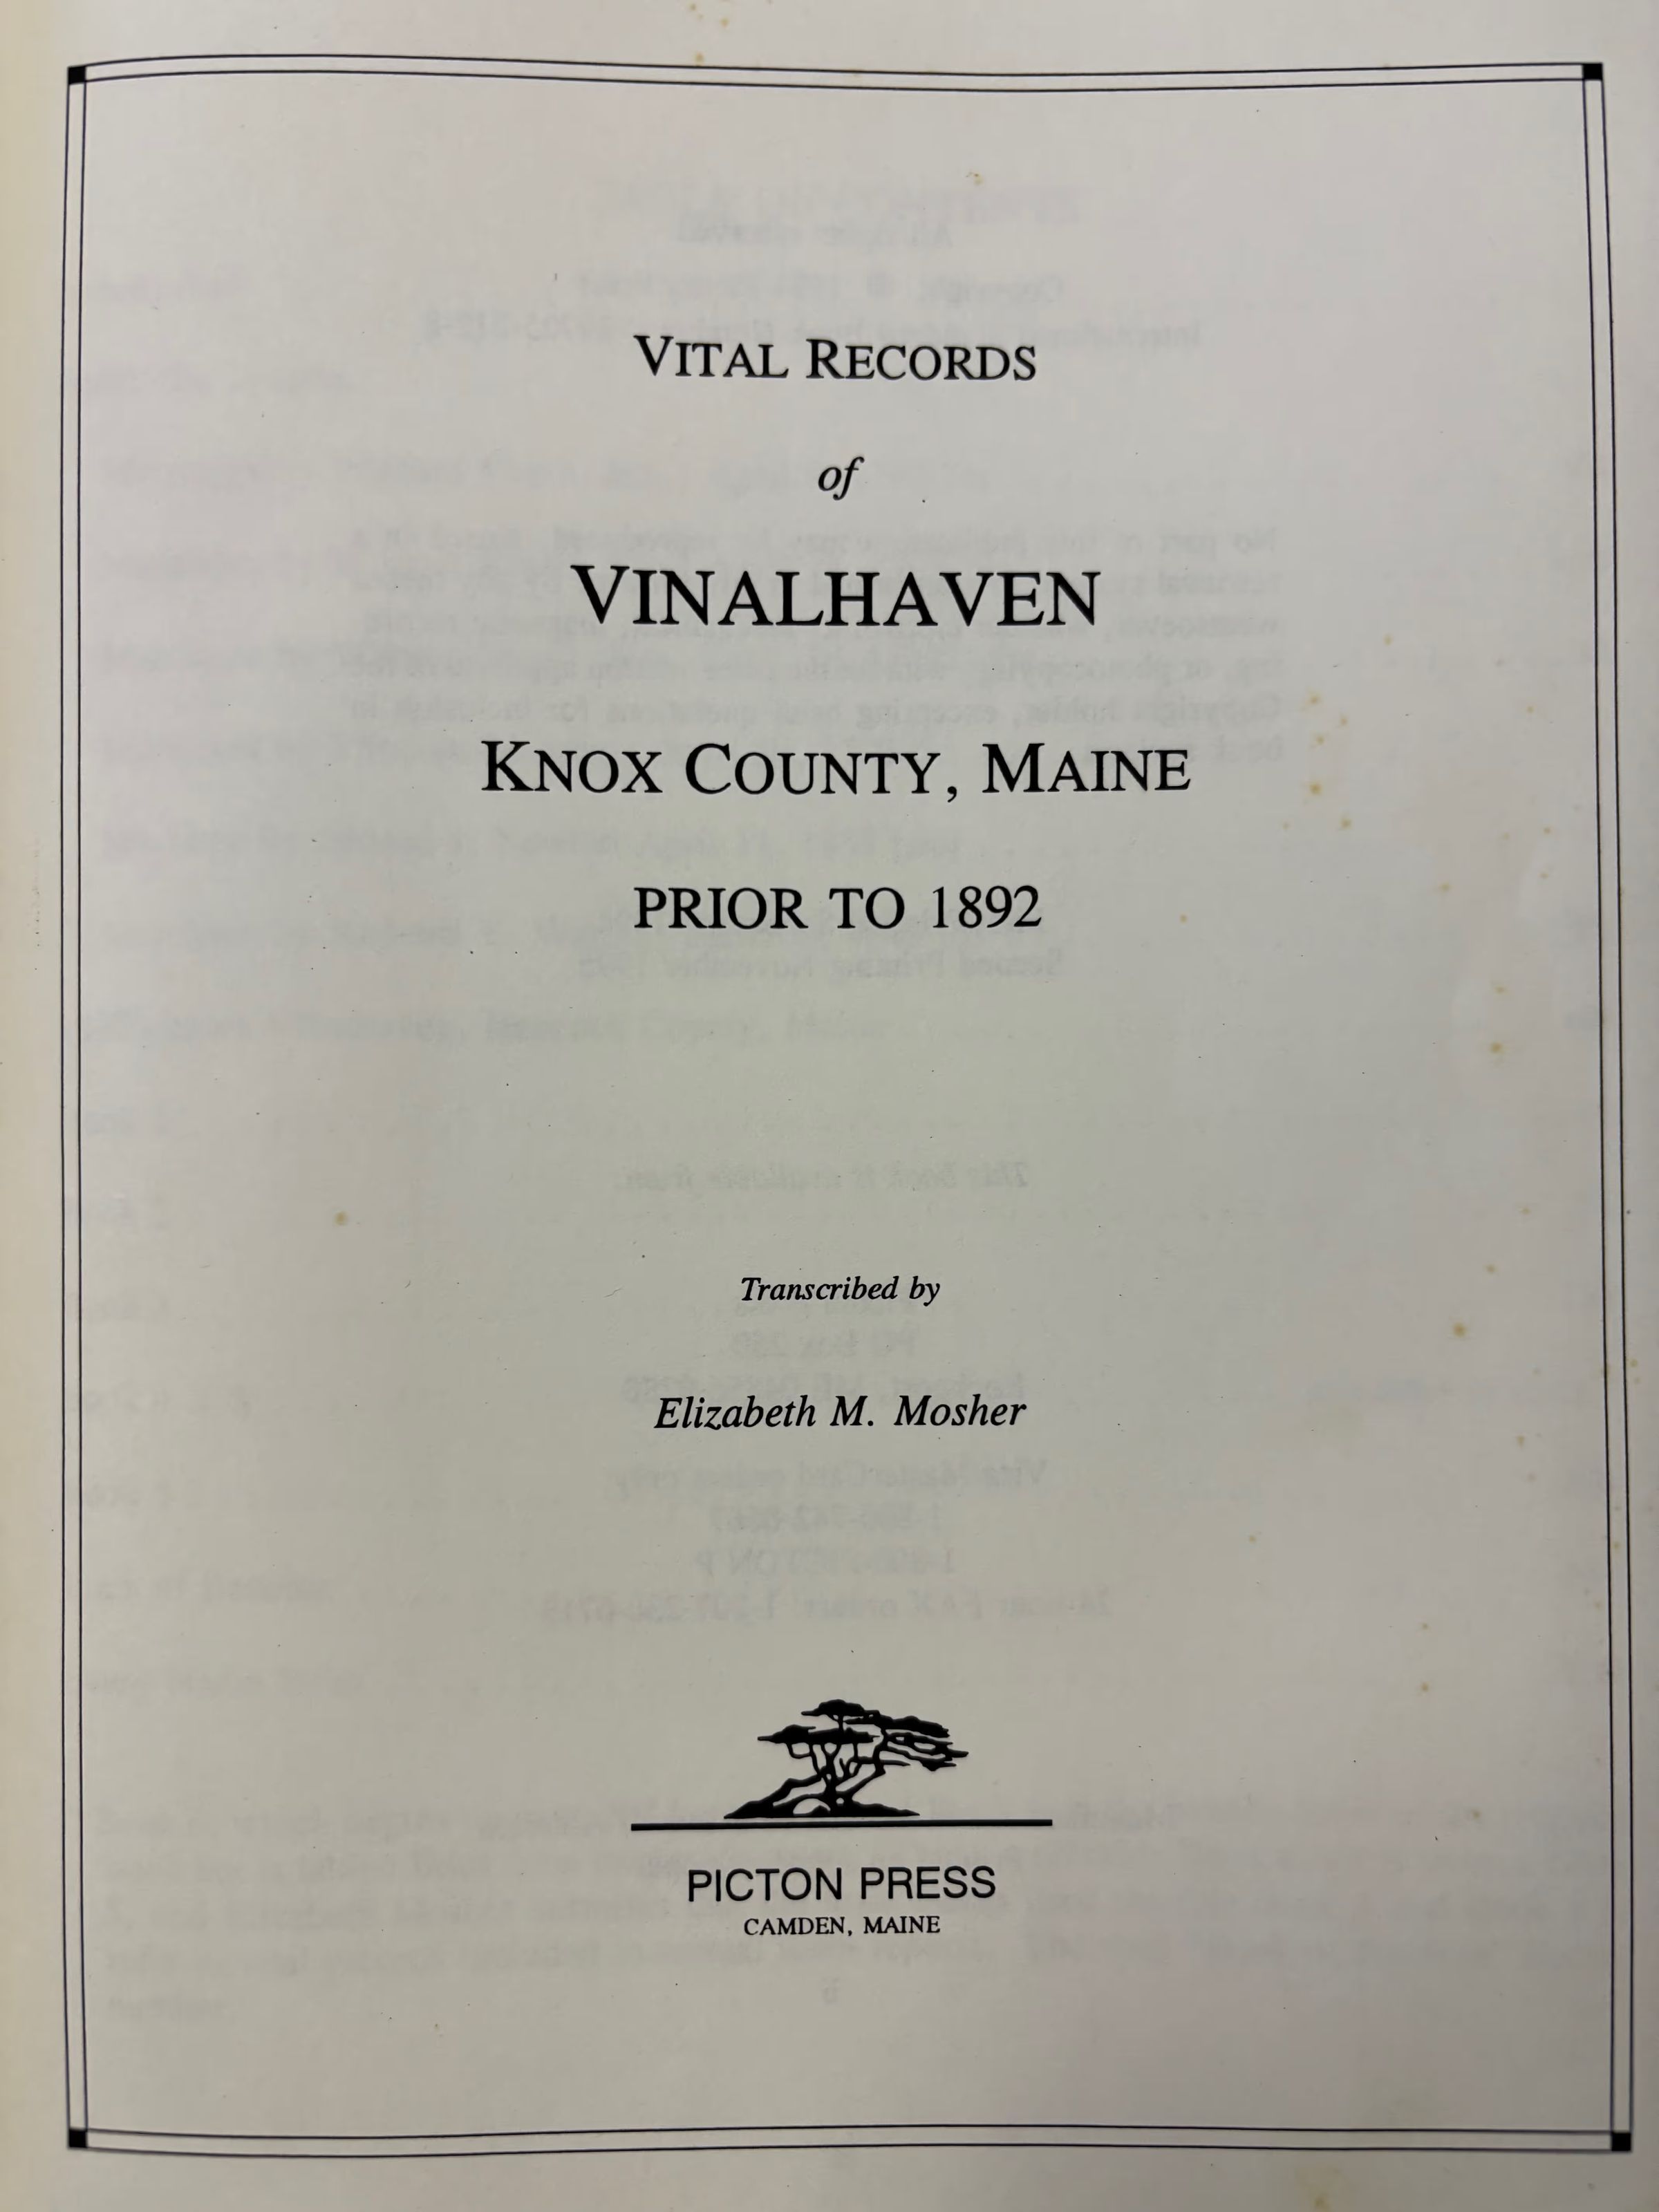 VITAL RECORDS
of
VINALHAVEN
KNOX COUNTY, MAINE
PRIOR TO 1892
Transcribed by
Elizabeth M. Mosher
PICTON PRESS
CAMDEN, MAINE